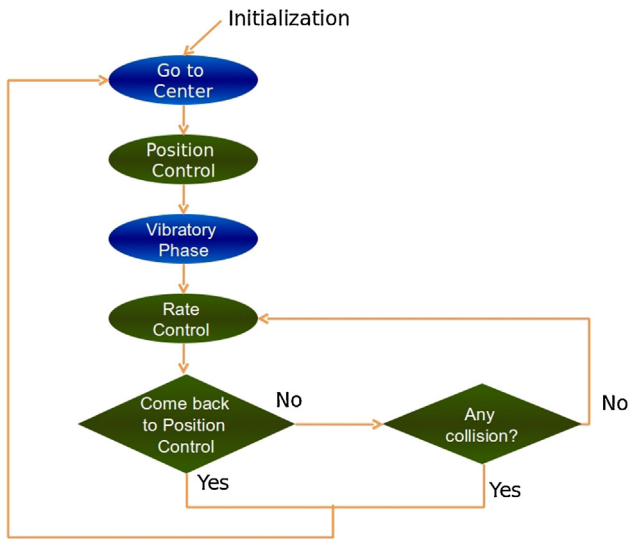 Initialization
Go to
Center
Position
Control
Vibratory
Phase
Rate
Control
Come back
to Position
Control
No
Any
collision?
No
Yes
Yes